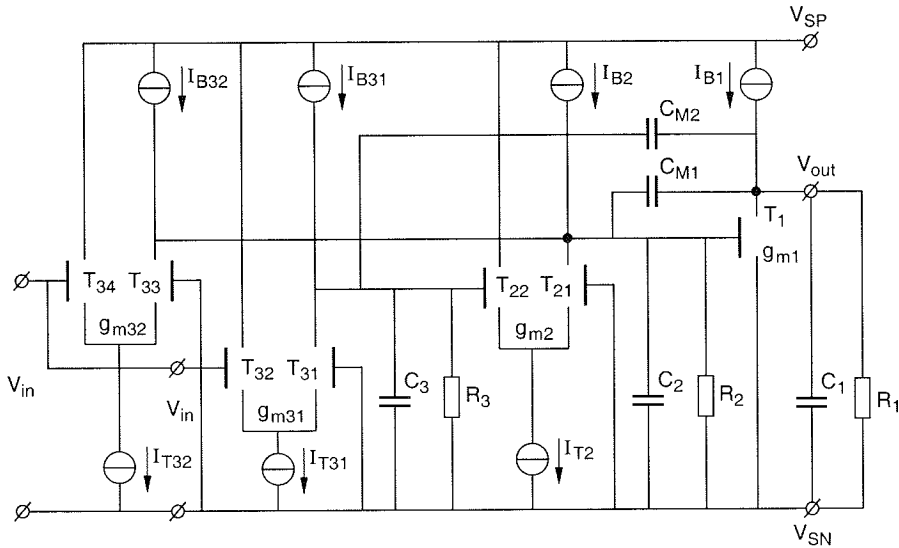 V_SP
I_B32
I_B31
I_B2
I_B1
C_M2
C_M1
V_out
T_1
g_m1
T_34
T_33
g_m32
T_22
T_21
g_m2
T_32
T_31
g_m31
V_in
V_in
C_3
R_3
C_2
R_2
C_1
R_1
I_T32
I_T31
I_T2
V_SN